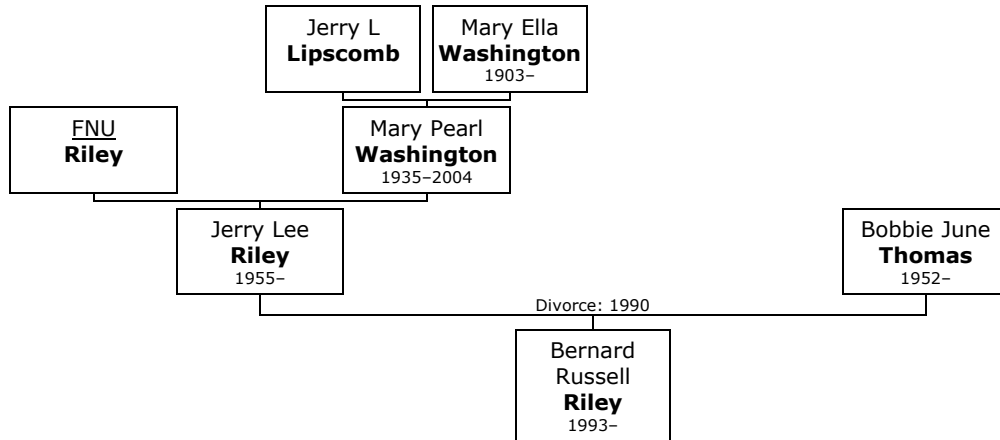 Jerry L
Lipscomb
Mary Ella
Washington
1903–
FNU
Riley
Mary Pearl
Washington
1935–2004
Jerry Lee
Riley
1955–
Bobbie June
Thomas
1952–
Divorce: 1990
Bernard
Russell
Riley
1993–